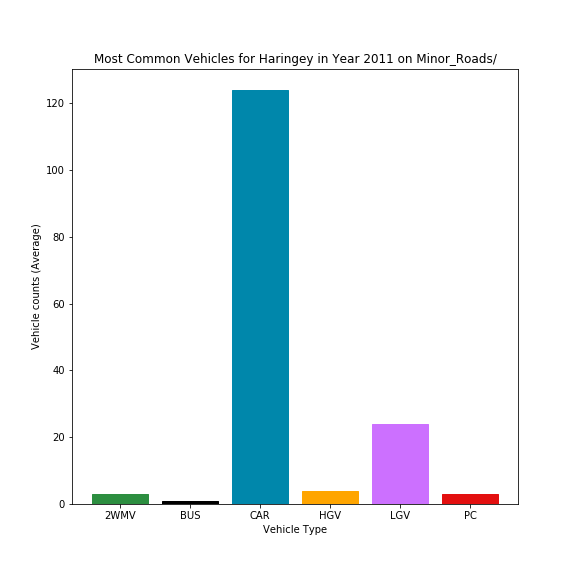 Most Common Vehicles for Haringey in Year 2011 on Minor_Roads/
120
100
80
60
40
20
0
Vehicle counts (Average)
2WMV BUS CAR HGV LGV PC
Vehicle Type